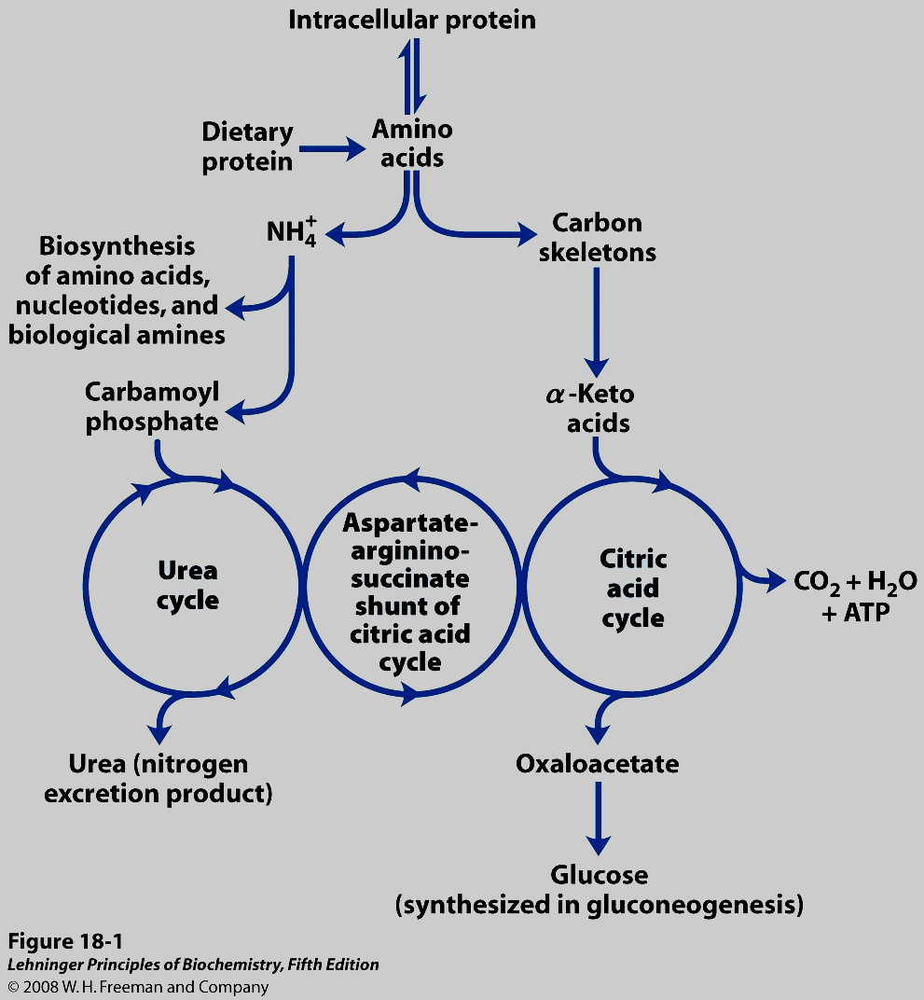 Intracellular protein
Dietary
protein
Amino
acids
NH₄⁺
Carbon
skeletons
Biosynthesis
of amino acids,
nucleotides, and
biological amines
Carbamoyl
phosphate
α-Keto
acids
Urea
cycle
Aspartate-
arginino-
succinate
shunt of
citric acid
cycle
Citric
acid
cycle
CO₂ + H₂O
+ ATP
Urea (nitrogen
excretion product)
Oxaloacetate
Glucose
(synthesized in gluconeogenesis)
Figure 18-1
Lehninger Principles of Biochemistry, Fifth Edition
© 2008 W. H. Freeman and Company